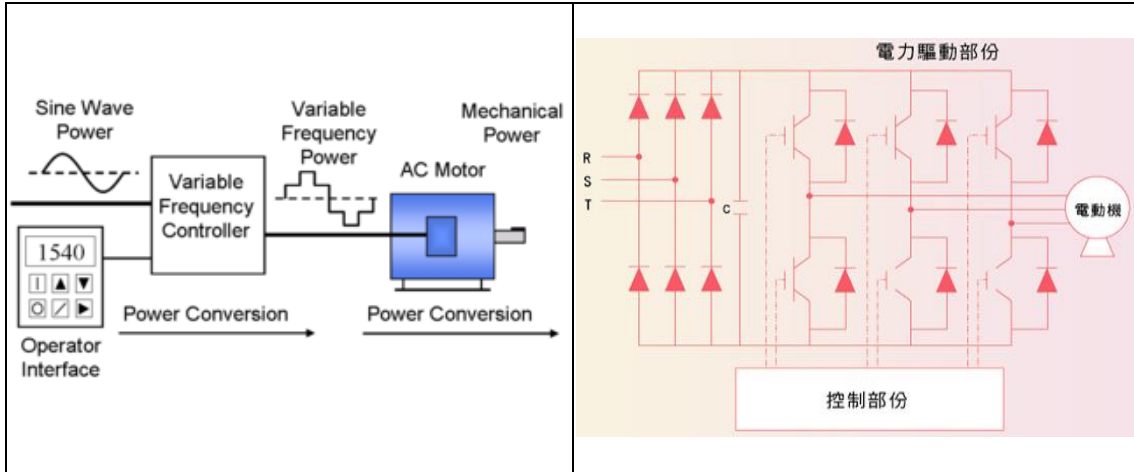 Sine Wave
Power
Variable
Frequency
Power
Mechanical
Power
AC Motor
Variable
Frequency
Controller
1540
Power Conversion
Power Conversion
Operator
Interface
電力驅動部份
R
S
T
C
電動機
控制部份